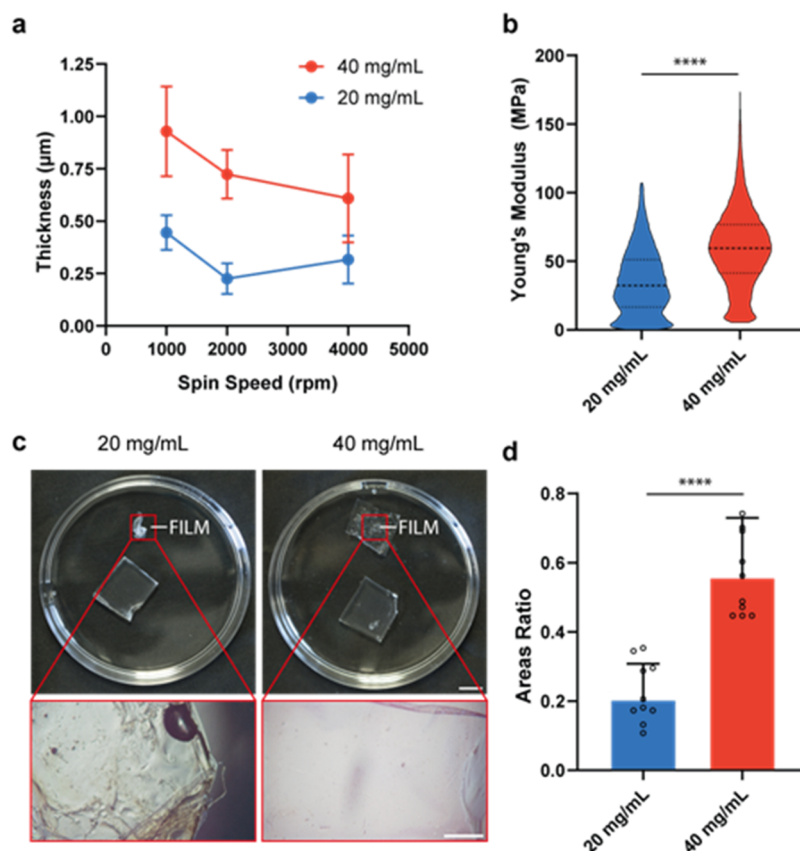 a
1.25
1.00
0.75
0.50
0.25
0.00
Thickness (µm)
40 mg/mL
20 mg/mL
0 1000 2000 3000 4000 5000
Spin Speed (rpm)
b
200
150
100
50
0
Young's Modulus (MPa)
****
20 mg/mL
40 mg/mL
c
20 mg/mL
40 mg/mL
FILM
FILM
d
0.8
0.6
0.4
0.2
0.0
Areas Ratio
****
20 mg/mL
40 mg/mL